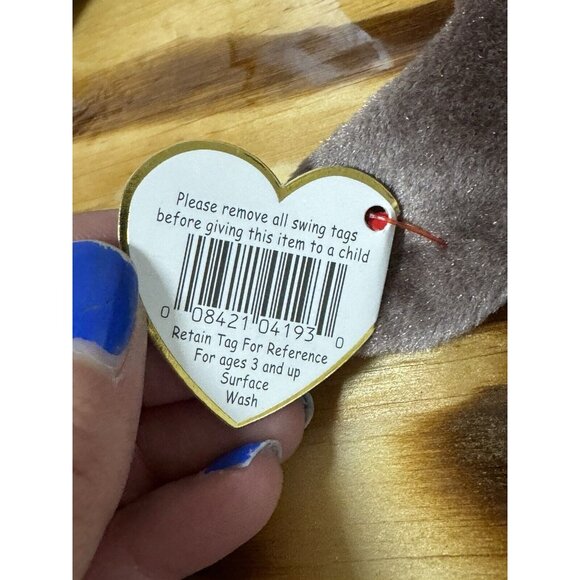 Please remove all swing tags
before giving this item to a child
0 08421 04193 0
Retain Tag For Reference
For ages 3 and up
Surface
Wash